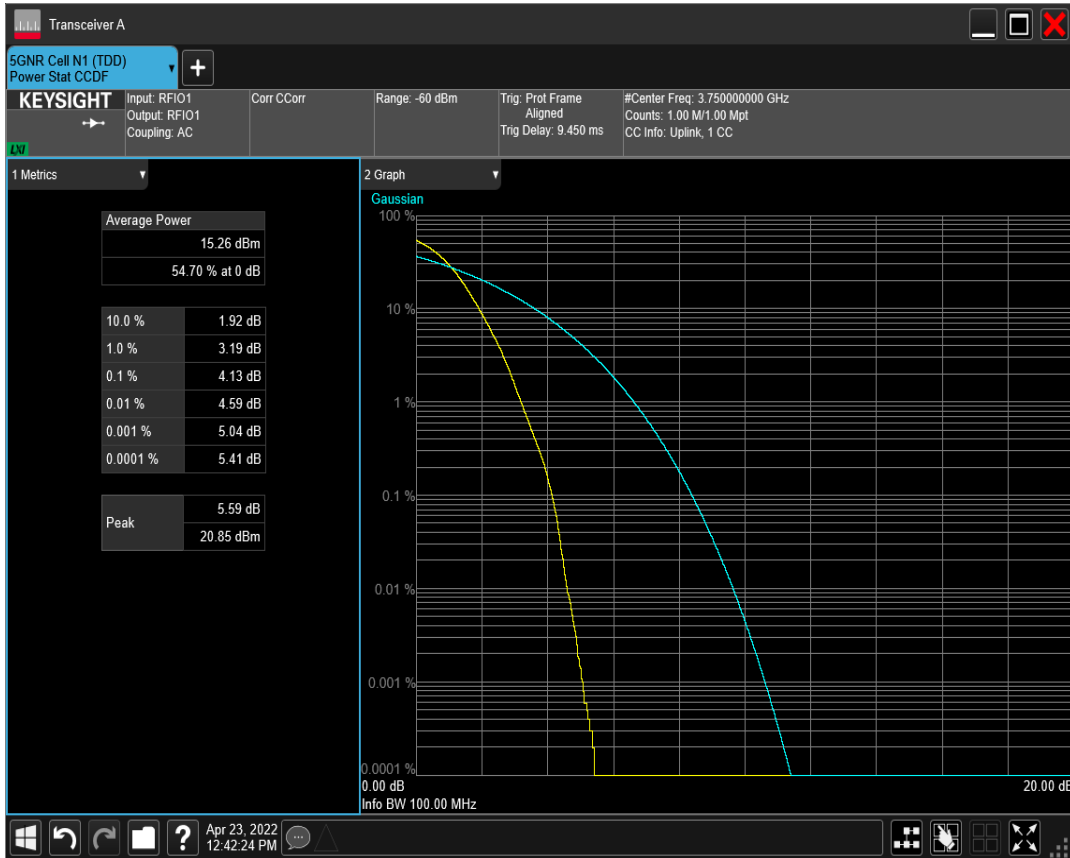 Transceiver A
5GNR Cell N1 (TDD)
Power Stat CCDF
+
KEYSIGHT
LXI
Input: RFIO1
Output: RFIO1
Coupling: AC
Corr CCorr
Range: -60 dBm
Trig: Prot Frame
Aligned
Trig Delay: 9.450 ms
#Center Freq: 3.750000000 GHz
Counts: 1.00 M/1.00 Mpt
CC Info: Uplink, 1 CC
1 Metrics
Average Power
15.26 dBm
54.70 % at 0 dB
10.0 % 1.92 dB
1.0 % 3.19 dB
0.1 % 4.13 dB
0.01 % 4.59 dB
0.001 % 5.04 dB
0.0001 % 5.41 dB
Peak 5.59 dB
20.85 dBm
2 Graph
Gaussian
100 %
10 %
1 %
0.1 %
0.01 %
0.001 %
0.0001 %
0.00 dB 20.00 dB
Info BW 100.00 MHz
?
Apr 23, 2022
12:42:24 PM